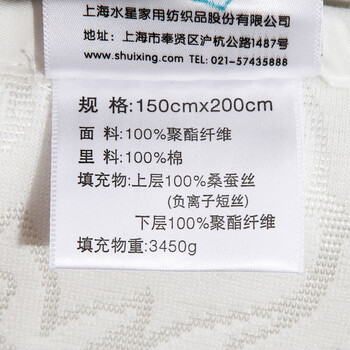 上海水星家用纺织品股份有限公司
地址：上海市奉贤区沪杭公路1487号
www.shuixing.com TEL：021-57435888
规 格：150cmx200cm
面料：100%聚酯纤维
里料：100%棉
填充物：上层100%桑蚕丝
(负离子短丝)
下层100%聚酯纤维
填充物重：3450g